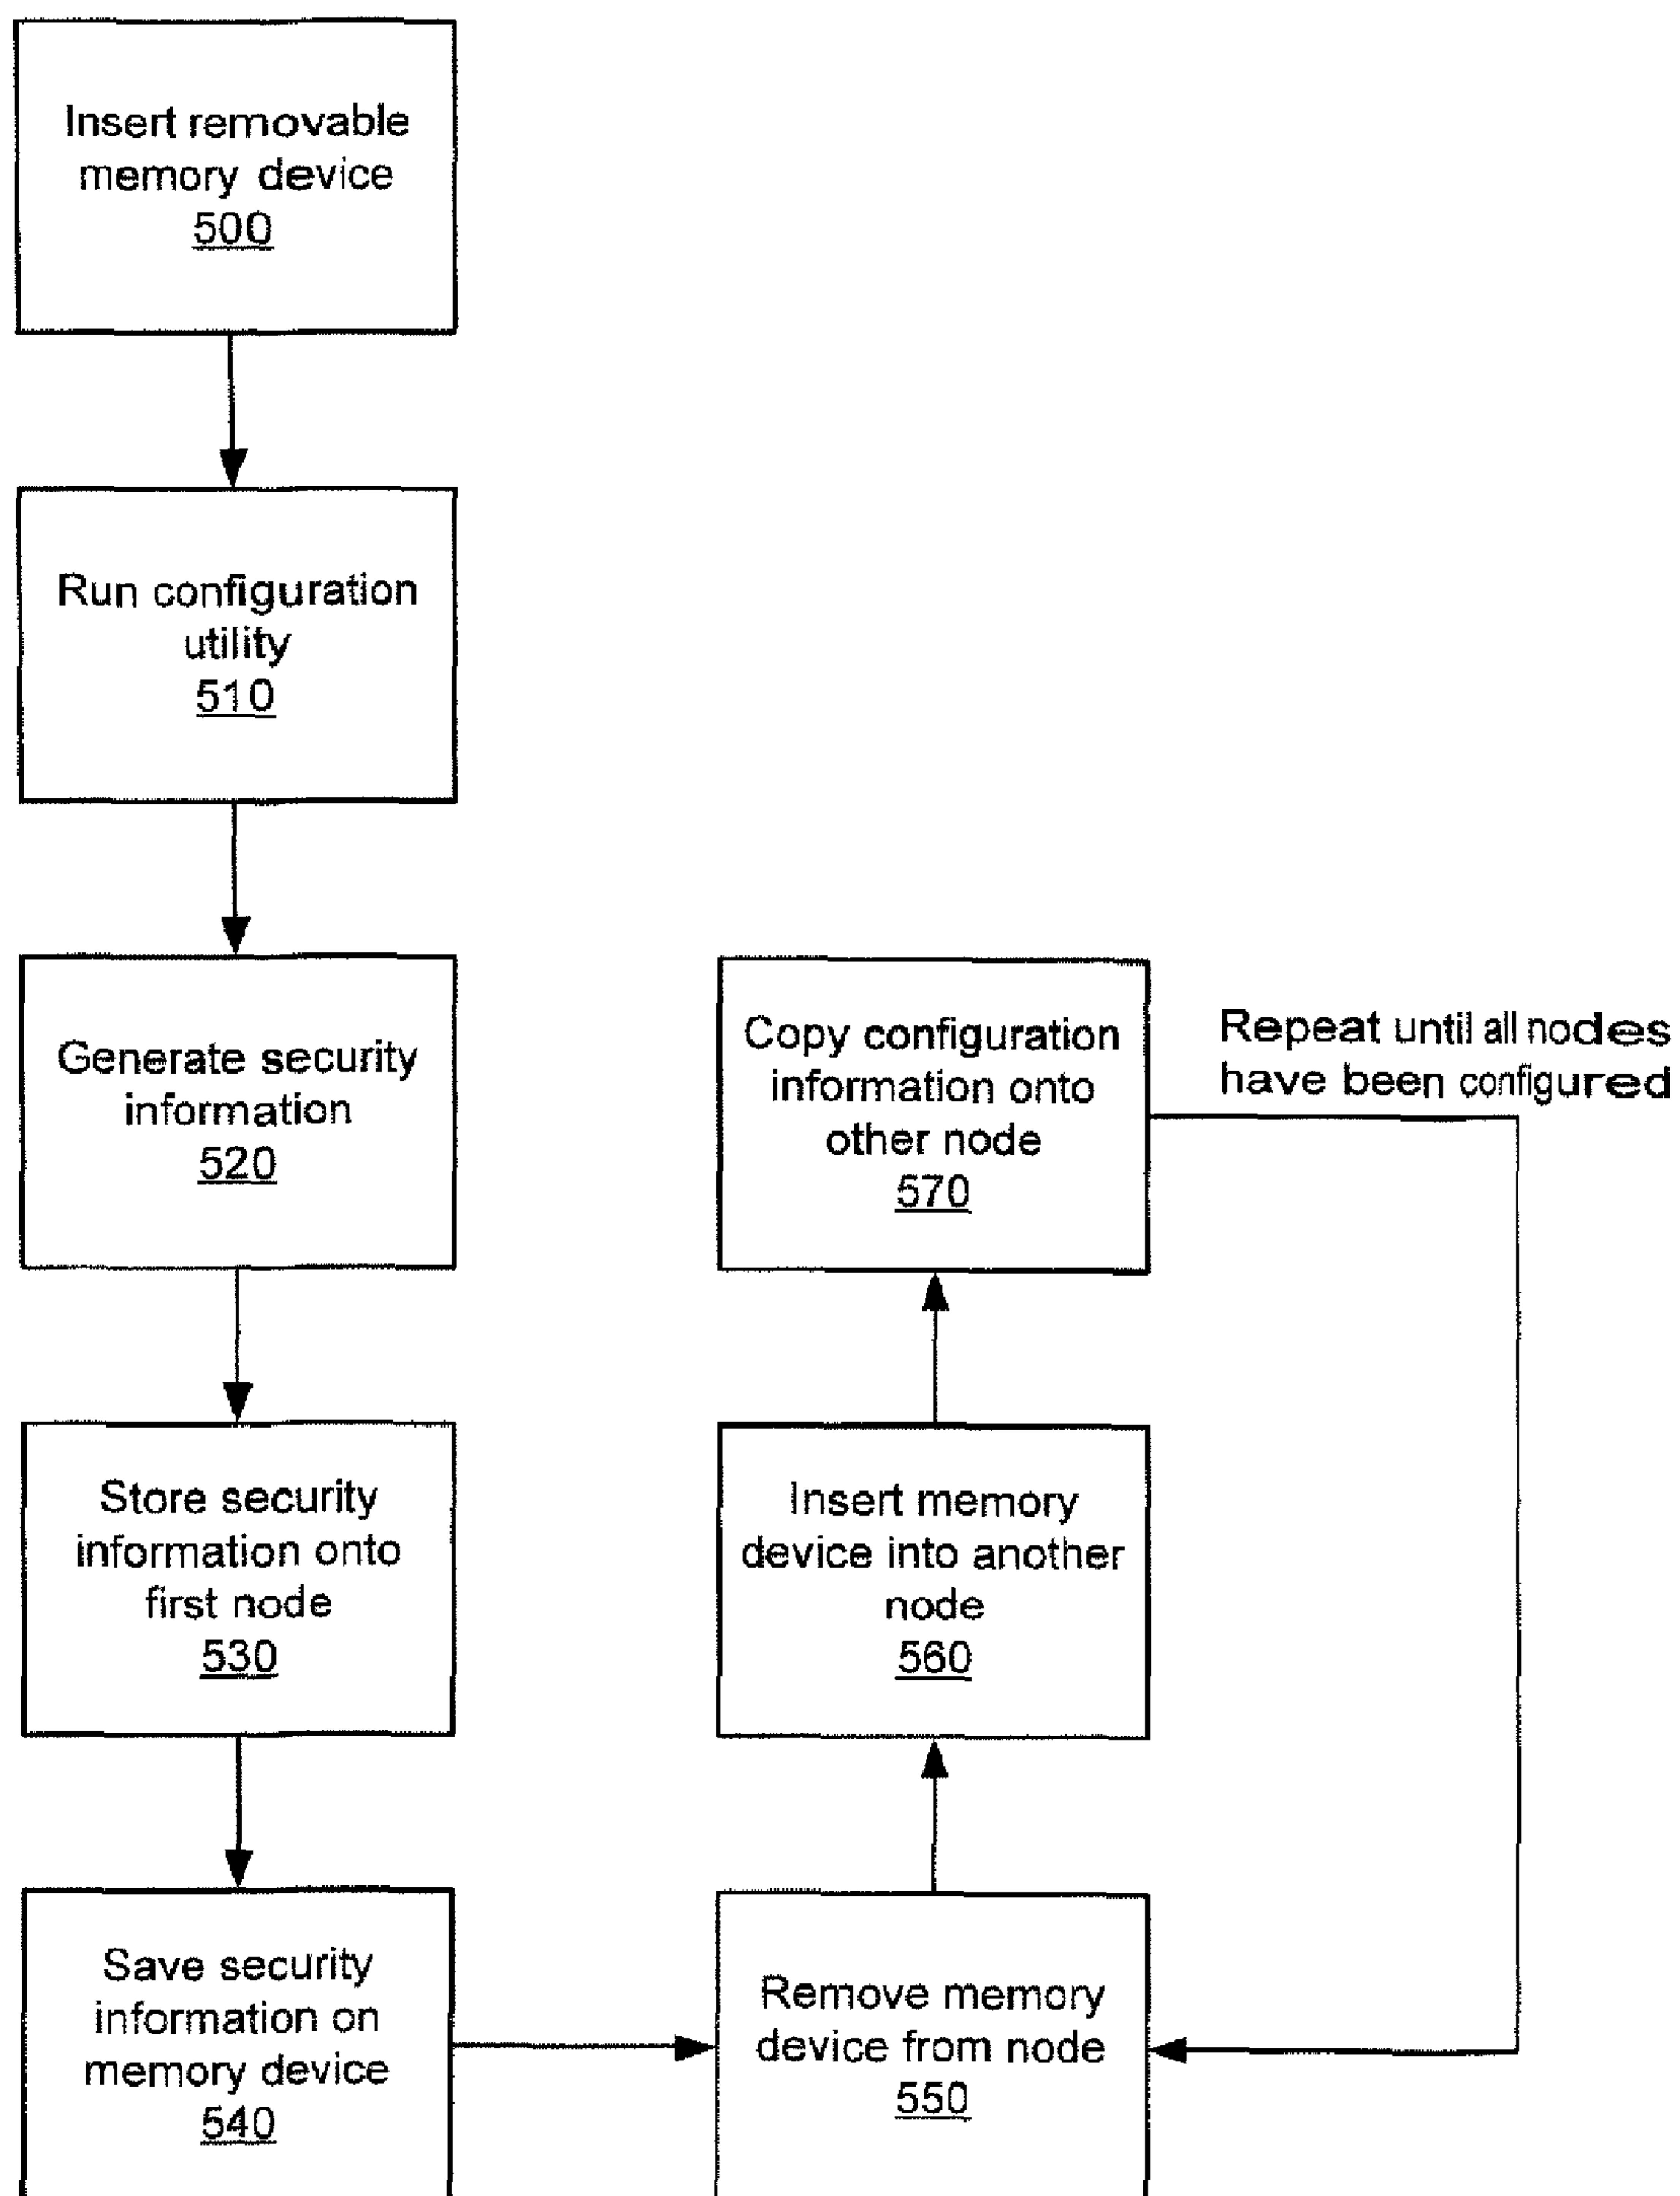 Insert removable
memory device
500
Run configuration
utility
510
Generate security
information
520
Store security
information onto
first node
530
Save security
information on
memory device
540
Remove memory
device from node
550
Insert memory
device into another
node
560
Copy configuration
information onto
other node
570
Repeat until all nodes
have been configured